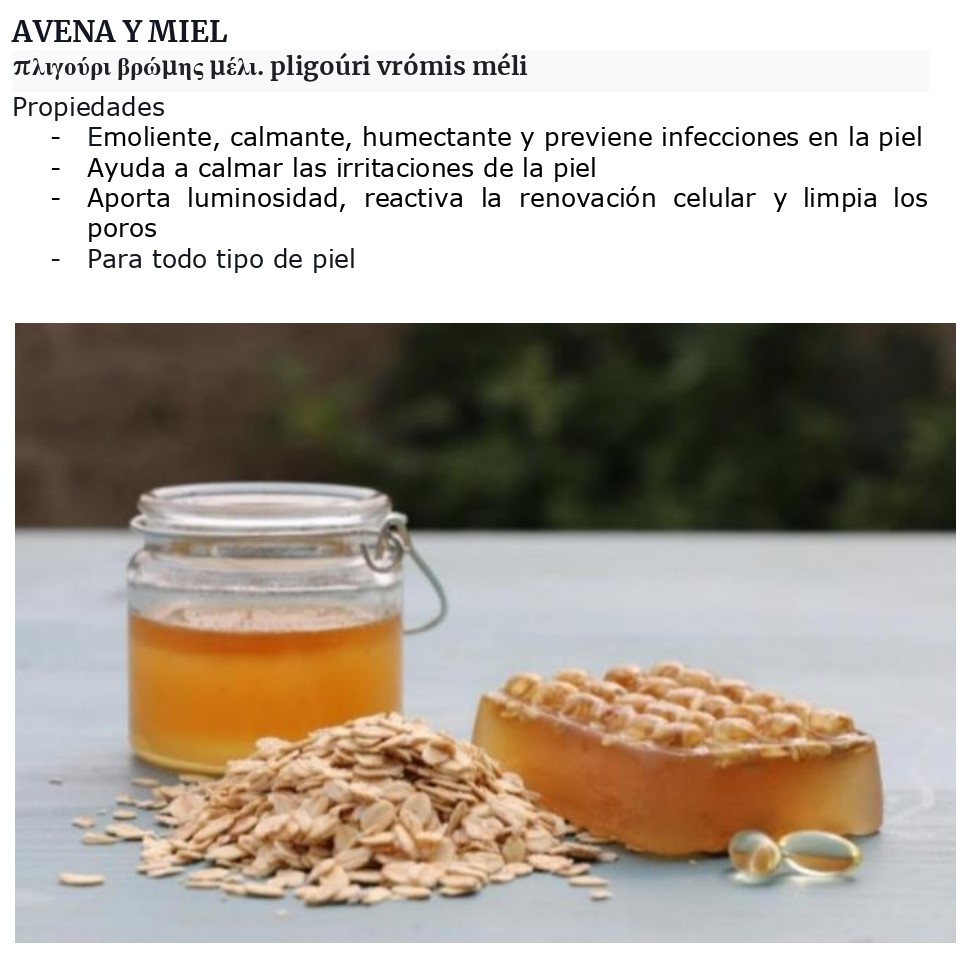 AVENA Y MIEL
πλιγούρι βρώμης μέλι. pligoúri vrómis méli
Propiedades
- Emoliente, calmante, humectante y previene infecciones en la piel
- Ayuda a calmar las irritaciones de la piel
- Aporta luminosidad, reactiva la renovación celular y limpia los
poros
- Para todo tipo de piel